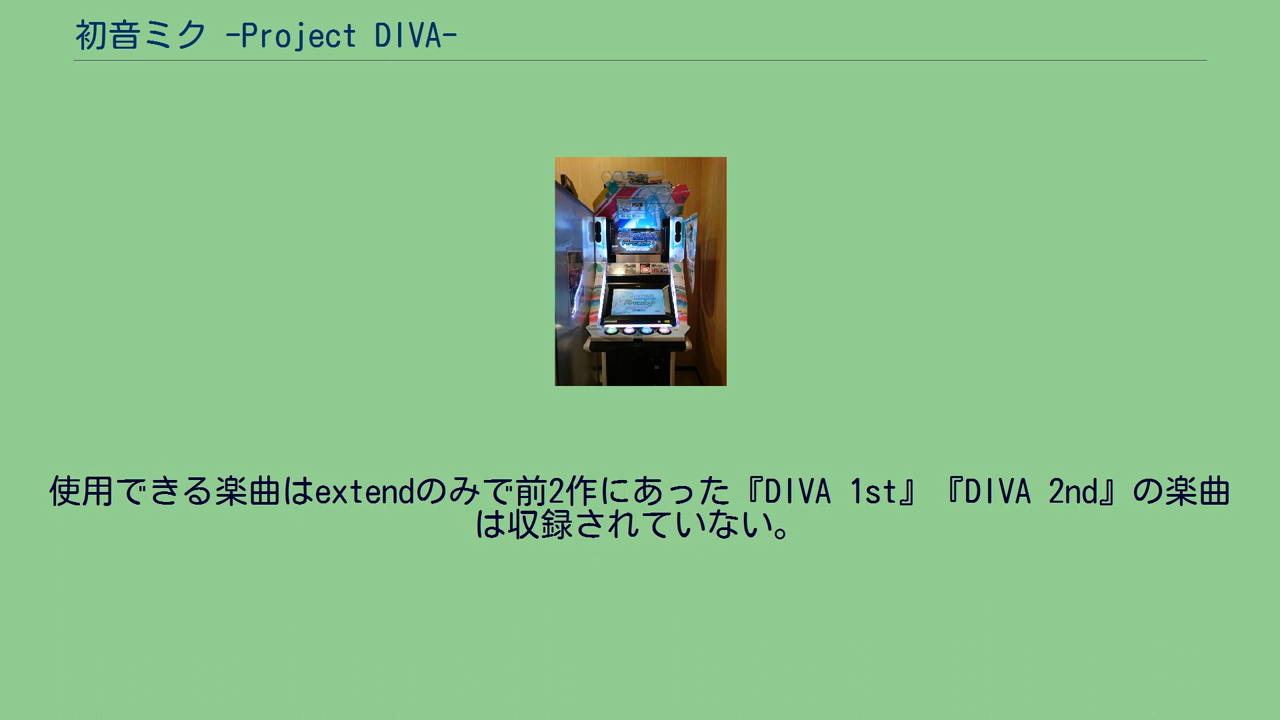 初音ミク -Project DIVA-
使用できる楽曲はextendのみで前2作にあった『DIVA 1st』『DIVA 2nd』の楽曲
は収録されていない。